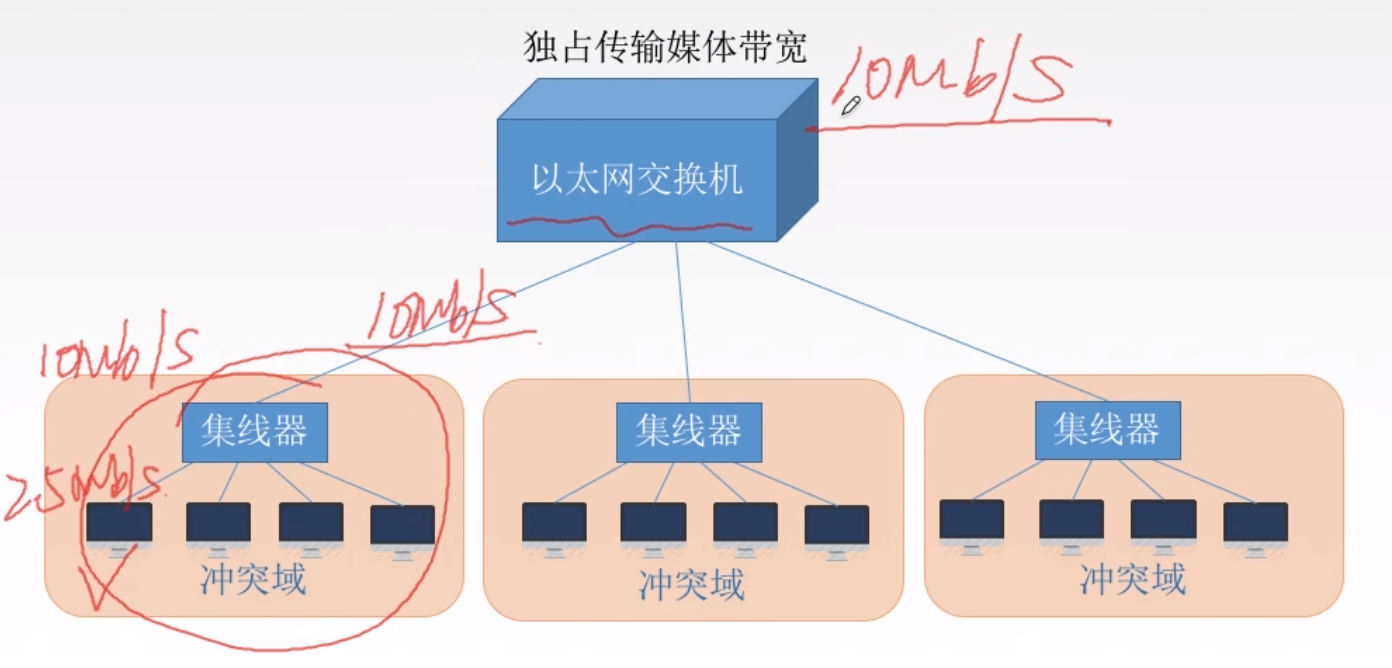 独占传输媒体带宽
10Mb/s
以太网交换机
10Mb/s
10Mb/s
集线器
集线器
集线器
2.5Mb/s
冲突域
冲突域
冲突域